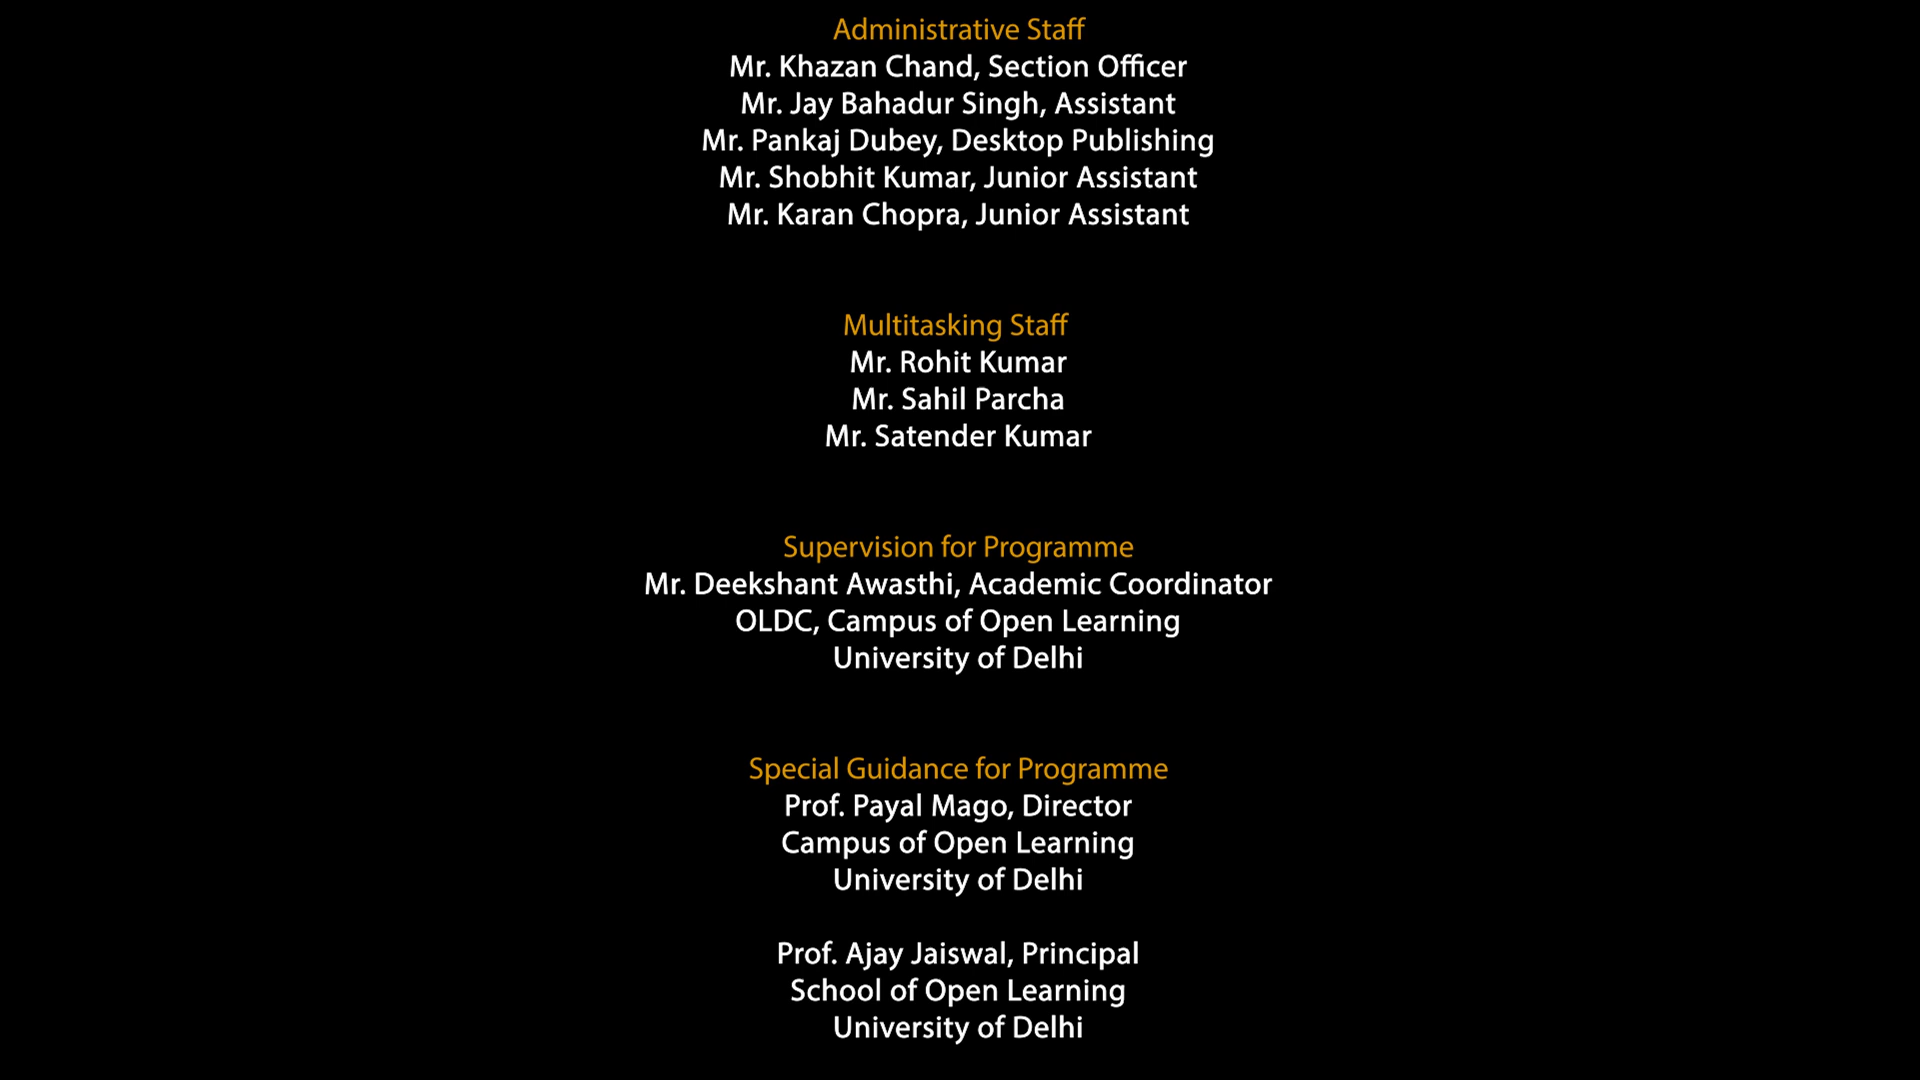 Administrative Staff
Mr. Khazan Chand, Section Officer
Mr. Jay Bahadur Singh, Assistant
Mr. Pankaj Dubey, Desktop Publishing
Mr. Shobhit Kumar, Junior Assistant
Mr. Karan Chopra, Junior Assistant
Multitasking Staff
Mr. Rohit Kumar
Mr. Sahil Parcha
Mr. Satender Kumar
Supervision for Programme
Mr. Deekshant Awasthi, Academic Coordinator
OLDC, Campus of Open Learning
University of Delhi
Special Guidance for Programme
Prof. Payal Mago, Director
Campus of Open Learning
University of Delhi
Prof. Ajay Jaiswal, Principal
School of Open Learning
University of Delhi